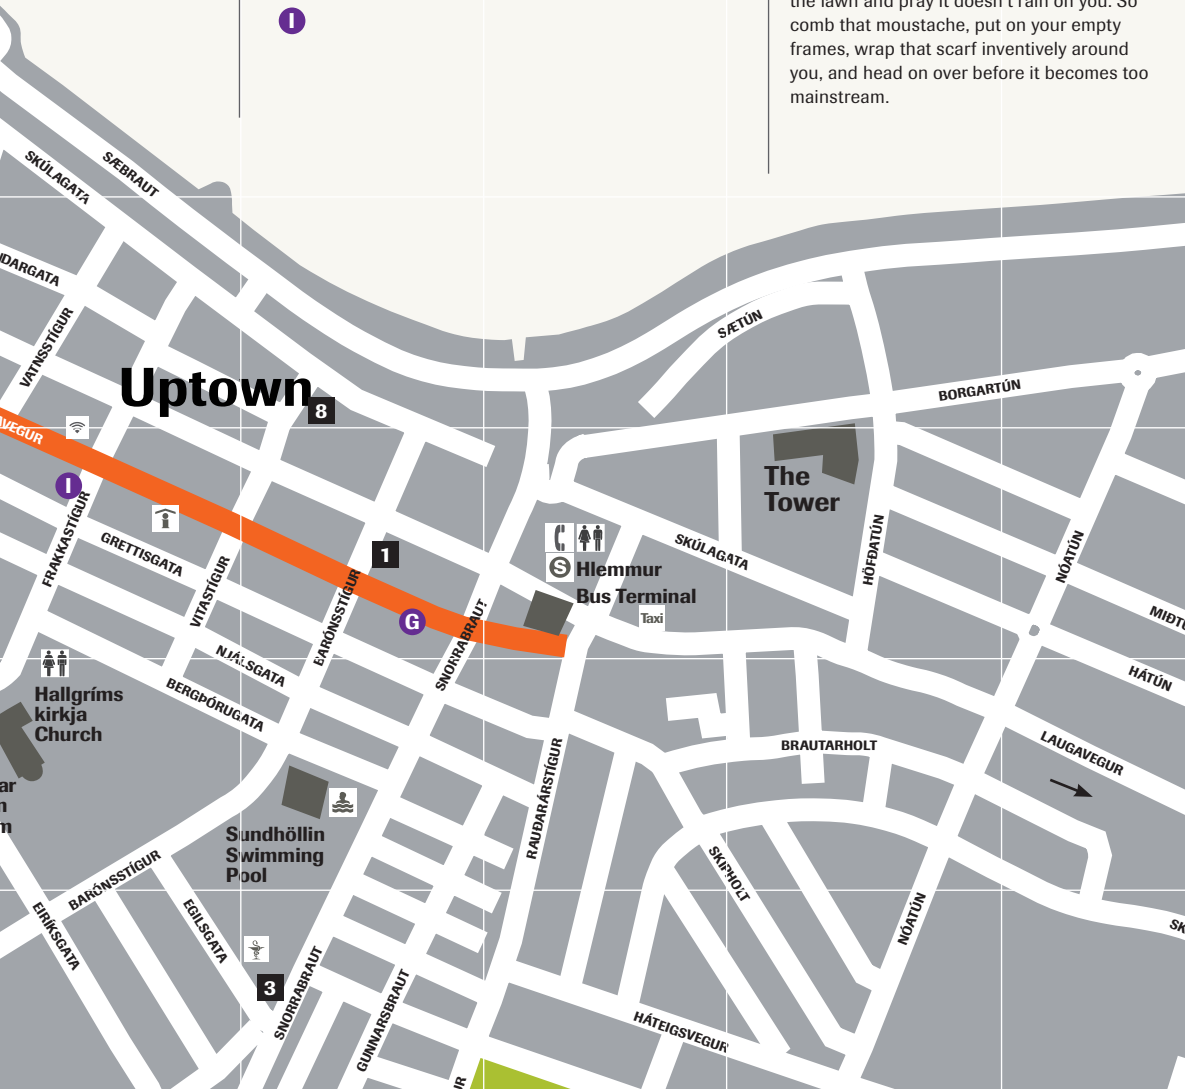 I
the lawn and pray it doesn't rain on you. So
comb that moustache, put on your empty
frames, wrap that scarf inventively around
you, and head on over before it becomes too
mainstream.
SÆBRAUT
SKÚLAGATA
DARGATA
VATNSSTÍGUR
SÆTÚN
BORGARTÚN
Uptown
8
AVEGUR
I
The
Tower
FRAKKASTÍGUR
GRETTISGATA
VITASTÍGUR
BARÓNSSTÍGUR
1
G
SNORRABRAUT
S
Hlemmur
Bus Terminal
Taxi
SKÚLAGATA
HÖFÐATÚN
NÓATÚN
MIÐTÚ
HÁTÚN
LAUGAVEGUR
NJÁLSGATA
BERGÞÓRUGATA
Hallgríms
kirkja
Church
ar
n
m
BRAUTARHOLT
RAUÐARÁRSTÍGUR
Sundhöllin
Swimming
Pool
SKIPHOLT
BARÓNSSTÍGUR
EIRÍKSGATA
EGILSGATA
NÓATÚN
SK
3
SNORRABRAUT
GUNNARSBRAUT
HÁTEIGSVEGUR
UR